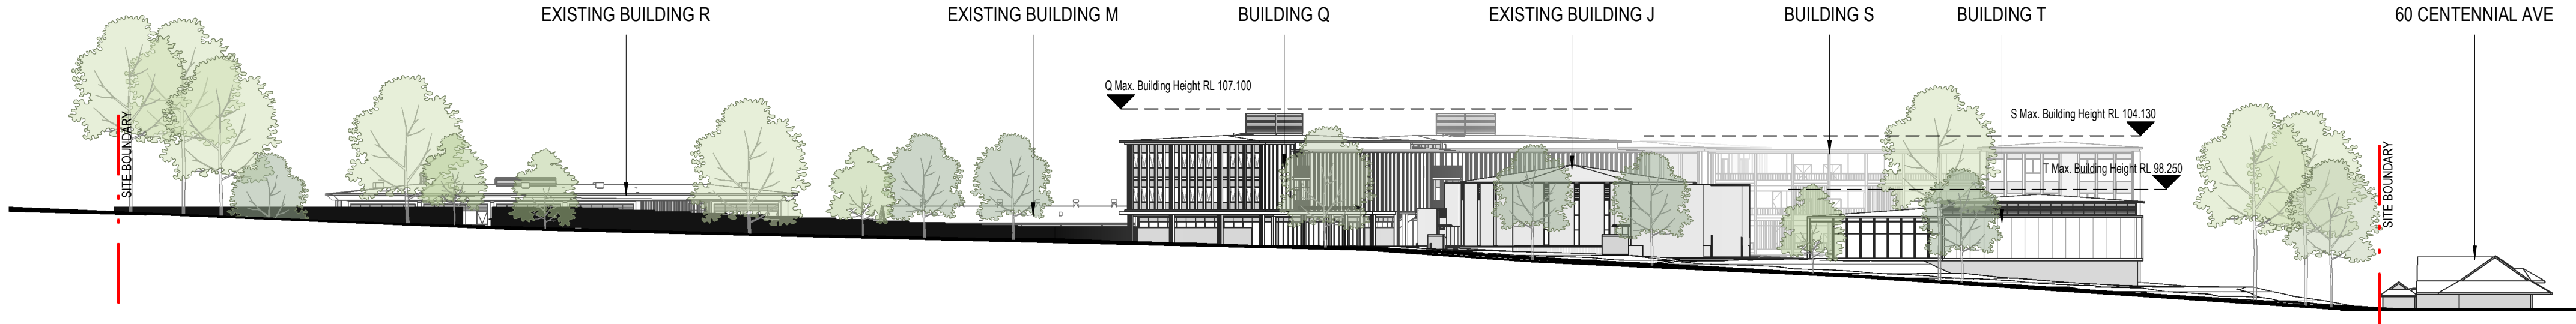 EXISTING BUILDING R
EXISTING BUILDING M
BUILDING Q
EXISTING BUILDING J
BUILDING S
BUILDING T
60 CENTENNIAL AVE
Q Max. Building Height RL 107.100
S Max. Building Height RL 104.130
T Max. Building Height RL 98.250
SITE BOUNDARY
SITE BOUNDARY